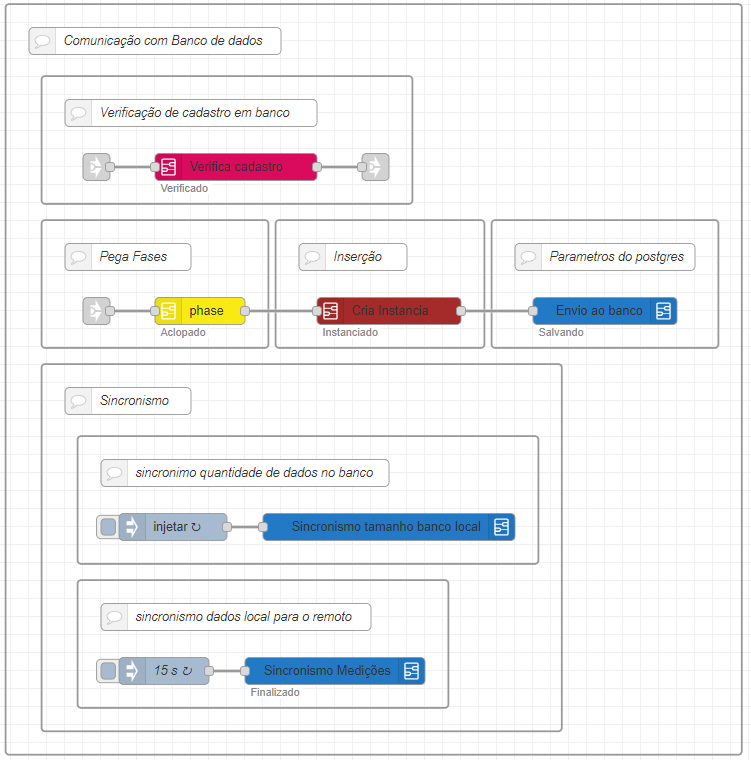 Comunicação com Banco de dados
Verificação de cadastro em banco
Verifica cadastro
Verificado
Pega Fases
phase
Aclopado
Inserção
Cria Instancia
Instanciado
Parametros do postgres
Envio ao banco
Salvando
Sincronismo
sincronimo quantidade de dados no banco
injetar ↻
Sincronismo tamanho banco local
sincronismo dados local para o remoto
15 s ↻
Sincronismo Medições
Finalizado